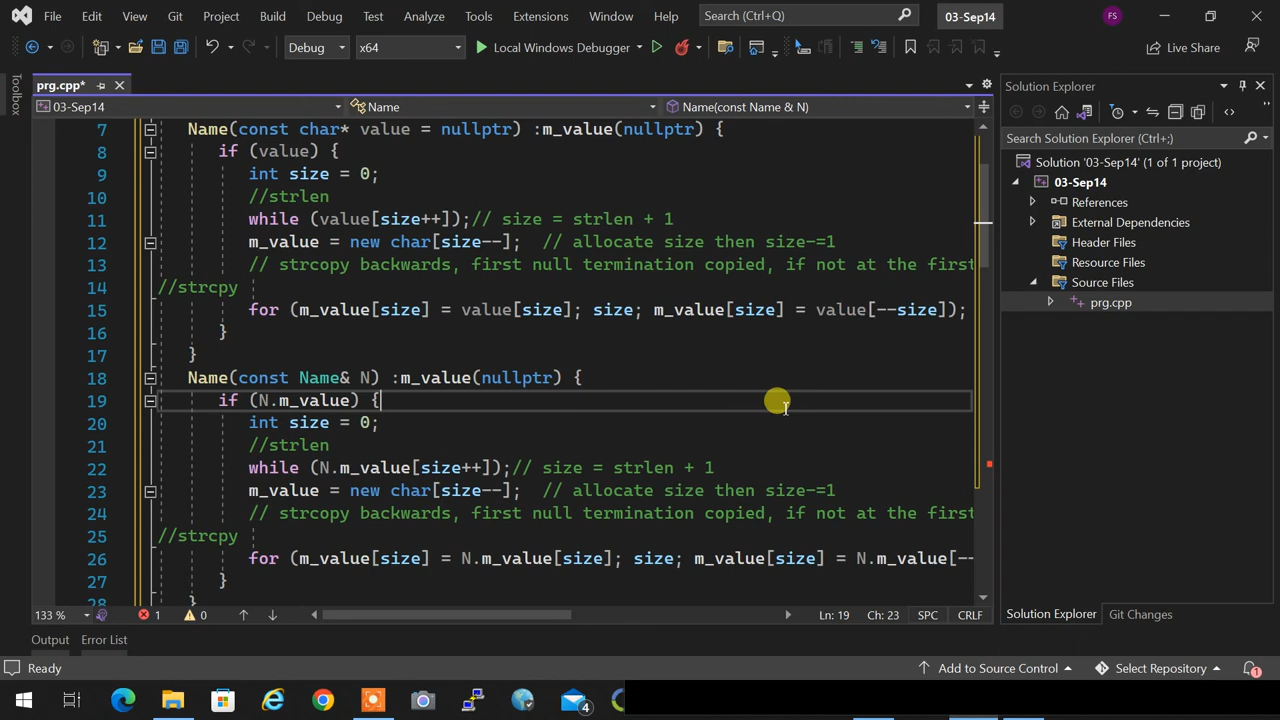 File Edit View Git Project Build Debug Test Analyze Tools Extensions Window Help Search (Ctrl+Q) 03-Sep14 FS
Debug x64 Local Windows Debugger Live Share
prg.cpp*
03-Sep14 Name Name(const Name & N)
7 Name(const char* value = nullptr) :m_value(nullptr) {
8 if (value) {
9 int size = 0;
10 //strlen
11 while (value[size++]);// size = strlen + 1
12 m_value = new char[size--]; // allocate size then size-=1
13 // strcopy backwards, first null termination copied, if not at the first
14 //strcpy
15 for (m_value[size] = value[size]; size; m_value[size] = value[--size]);
16 }
17 }
18 Name(const Name& N) :m_value(nullptr) {
19 if (N.m_value) {
20 int size = 0;
21 //strlen
22 while (N.m_value[size++]);// size = strlen + 1
23 m_value = new char[size--]; // allocate size then size-=1
24 // strcopy backwards, first null termination copied, if not at the first
25 //strcpy
26 for (m_value[size] = N.m_value[size]; size; m_value[size] = N.m_value[--
27 }
28 }
133 % 1 0 Ln: 19 Ch: 23 SPC CRLF
Output Error List
Toolbox
Solution Explorer
Search Solution Explorer (Ctrl+;)
Solution '03-Sep14' (1 of 1 project)
03-Sep14
References
External Dependencies
Header Files
Resource Files
Source Files
prg.cpp
Solution Explorer Git Changes
Ready Add to Source Control Select Repository 1
4